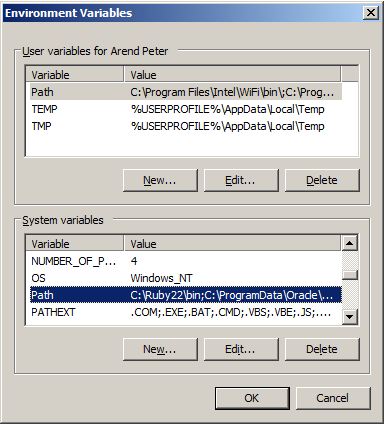 Environment Variables
User variables for Arend Peter
Variable Value
Path C:\Program Files\Intel\WiFi\bin\;C:\Prog...
TEMP %USERPROFILE%\AppData\Local\Temp
TMP %USERPROFILE%\AppData\Local\Temp
New... Edit... Delete
System variables
Variable Value
NUMBER_OF_P... 4
OS Windows_NT
Path C:\Ruby22\bin;C:\ProgramData\Oracle\...
PATHEXT .COM;.EXE;.BAT;.CMD;.VBS;.VBE;.JS;....
New... Edit... Delete
OK Cancel